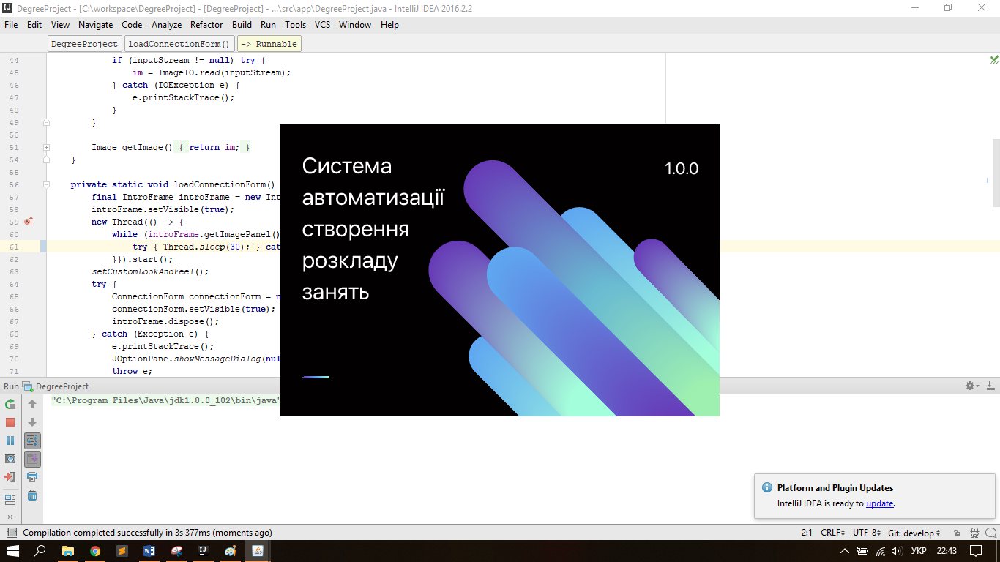 DegreeProject - [C:\workspace\DegreeProject] - [DegreeProject] - ...\src\app\DegreeProject.java - IntelliJ IDEA 2016.2.2
File Edit View Navigate Code Analyze Refactor Build Run Tools VCS Window Help
DegreeProject loadConnectionForm() -> Runnable
44 if (inputStream != null) try {
45 im = ImageIO.read(inputStream);
46 } catch (IOException e) {
47 e.printStackTrace();
48 }
49 }
50
51 Image getImage() { return im; }
54 }
55
56 private static void loadConnectionForm()
57 final IntroFrame introFrame = new Int
58 introFrame.setVisible(true);
59 new Thread(() -> {
60 while (introFrame.getImagePanel()
61 try { Thread.sleep(30); } cat
62 }}).start();
63 setCustomLookAndFeel();
64 try {
65 ConnectionForm connectionForm = n
66 connectionForm.setVisible(true);
67 introFrame.dispose();
68 } catch (Exception e) {
69 e.printStackTrace();
70 JOptionPane.showMessageDialog(nul
71 throw e;
Система
автоматизації
створення
розкладу
занять
1.0.0
Run DegreeProject
"C:\Program Files\Java\jdk1.8.0_102\bin\java"
Platform and Plugin Updates
IntelliJ IDEA is ready to update.
Compilation completed successfully in 3s 377ms (moments ago) 2:1 CRLF UTF-8 Git: develop
УКР 22:43